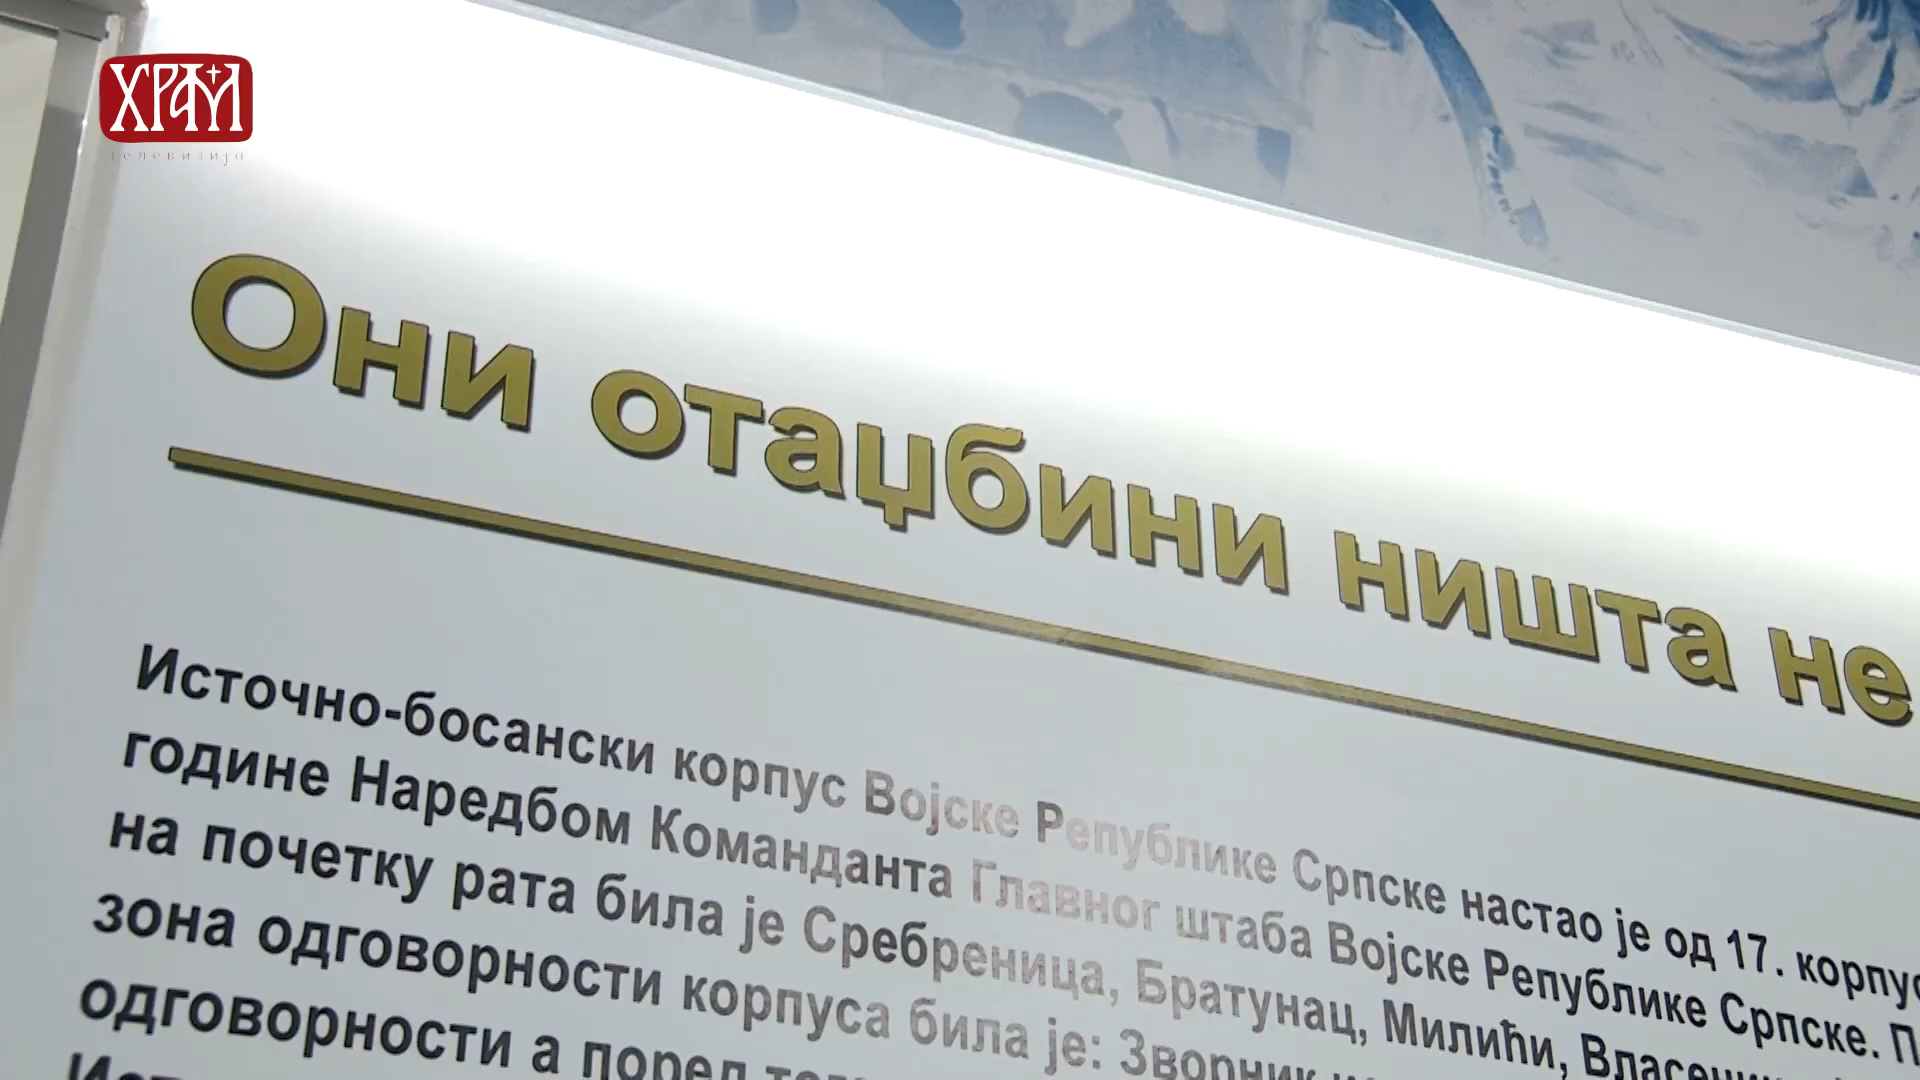 ХРАМ
телевизија
Они отаџбини ништа не
Источно-босански корпус Војске Републике Српске настао је од 17. корпус
године Наредбом Команданта Главног штаба Војске Републике Српске. П
на почетку рата била је Сребреница, Братунац, Милићи, Власениц
зона одговорности корпуса била је: Зворник
одговорности а поред